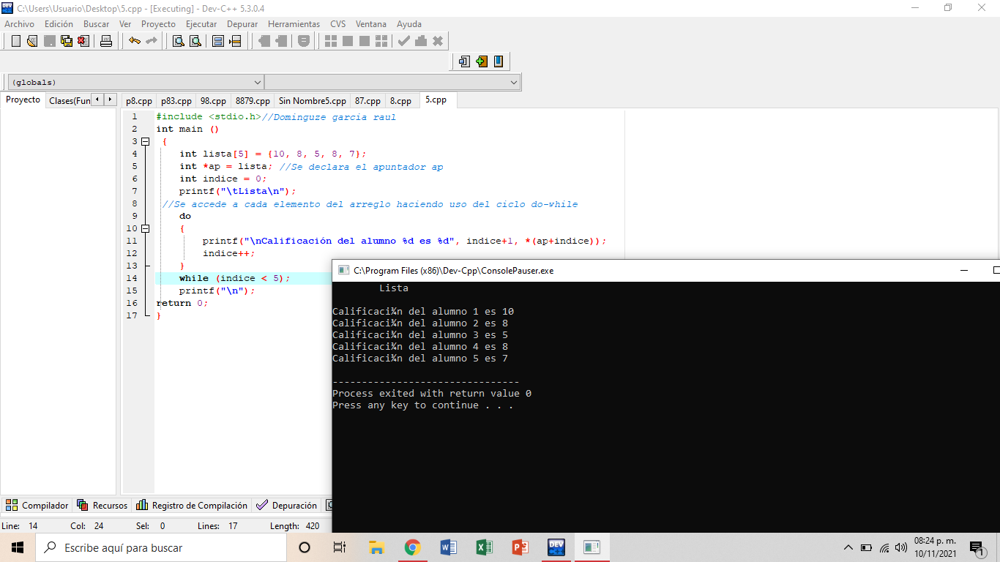 C:\Users\Usuario\Desktop\5.cpp - [Executing] - Dev-C++ 5.3.0.4
Archivo Edición Buscar Ver Proyecto Ejecutar Depurar Herramientas CVS Ventana Ayuda
(globals)
Proyecto Clases(Fun p8.cpp p83.cpp 98.cpp 8879.cpp Sin Nombre5.cpp 87.cpp 8.cpp 5.cpp
1 #include <stdio.h>//Dominguze garcia raul
2 int main ()
3 {
4 int lista[5] = {10, 8, 5, 8, 7};
5 int *ap = lista; //Se declara el apuntador ap
6 int indice = 0;
7 printf("\tLista\n");
8 //Se accede a cada elemento del arreglo haciendo uso del ciclo do-while
9 do
10 {
11 printf("\nCalificación del alumno %d es %d", indice+1, *(ap+indice));
12 indice++;
13 }
14 while (indice < 5);
15 printf("\n");
16 return 0;
17 }
C:\Program Files (x86)\Dev-Cpp\ConsolePauser.exe
Lista
Calificaci¾n del alumno 1 es 10
Calificaci¾n del alumno 2 es 8
Calificaci¾n del alumno 3 es 5
Calificaci¾n del alumno 4 es 8
Calificaci¾n del alumno 5 es 7
--------------------------------
Process exited with return value 0
Press any key to continue . . .
Compilador Recursos Registro de Compilación Depuración
Line: 14 Col: 24 Sel: 0 Lines: 17 Length: 420
Escribe aquí para buscar
DEV
08:24 p. m.
10/11/2021
1